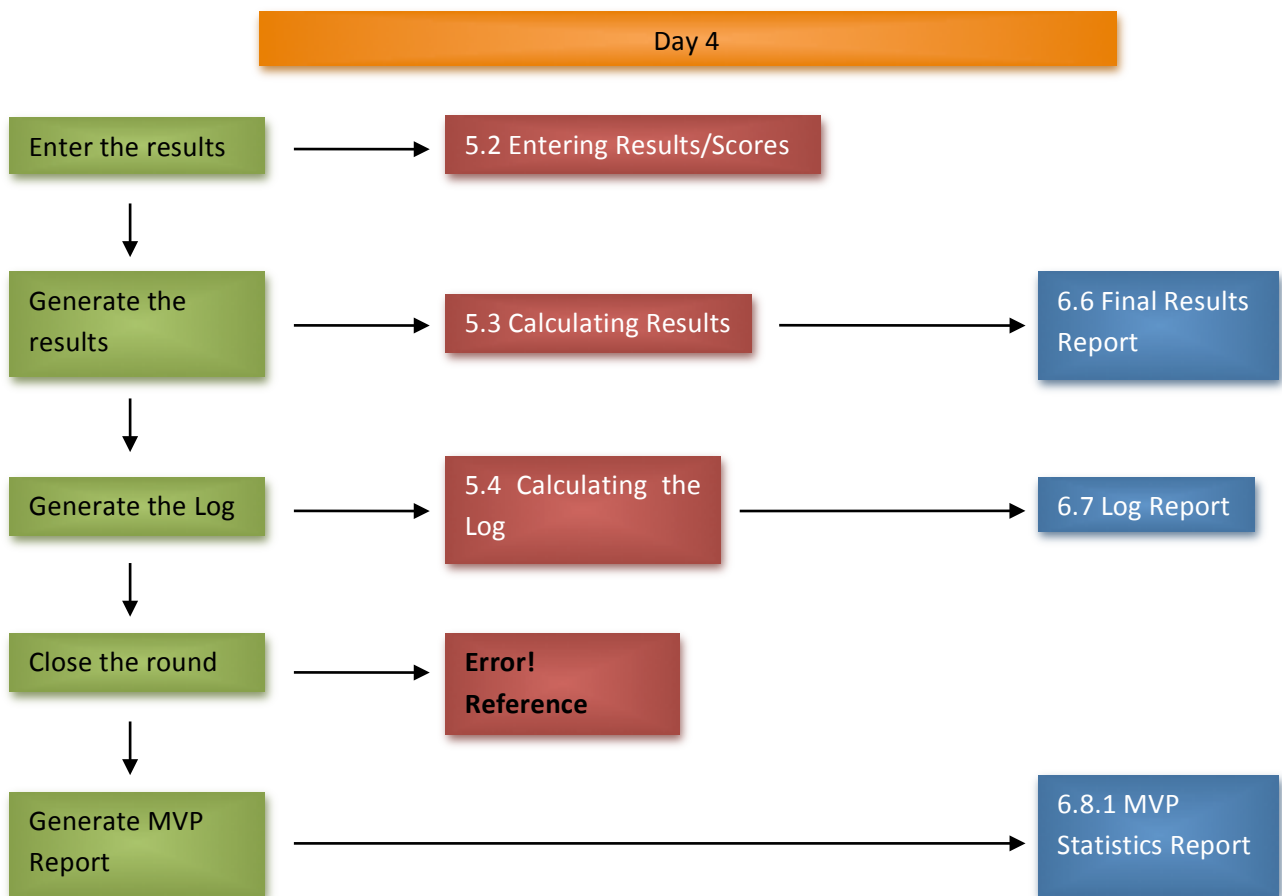 Day 4
Enter the results
5.2 Entering Results/Scores
Generate the
results
5.3 Calculating Results
6.6 Final Results
Report
Generate the Log
5.4 Calculating the
Log
6.7 Log Report
Close the round
Error!
Reference
Generate MVP
Report
6.8.1 MVP
Statistics Report